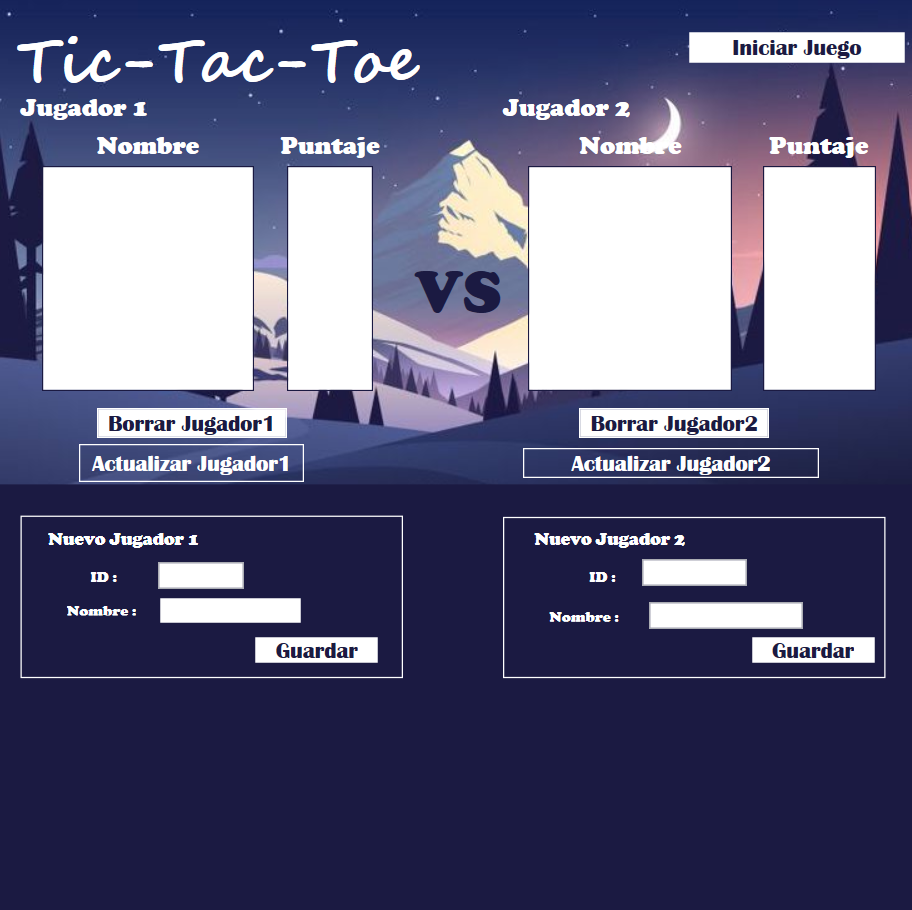 Tic-Tac-Toe
Iniciar Juego
Jugador 1
Jugador 2
Nombre
Puntaje
Nombre
Puntaje
VS
Borrar Jugador1
Borrar Jugador2
Actualizar Jugador1
Actualizar Jugador2
Nuevo Jugador 1
ID :
Nombre :
Guardar
Nuevo Jugador 2
ID :
Nombre :
Guardar